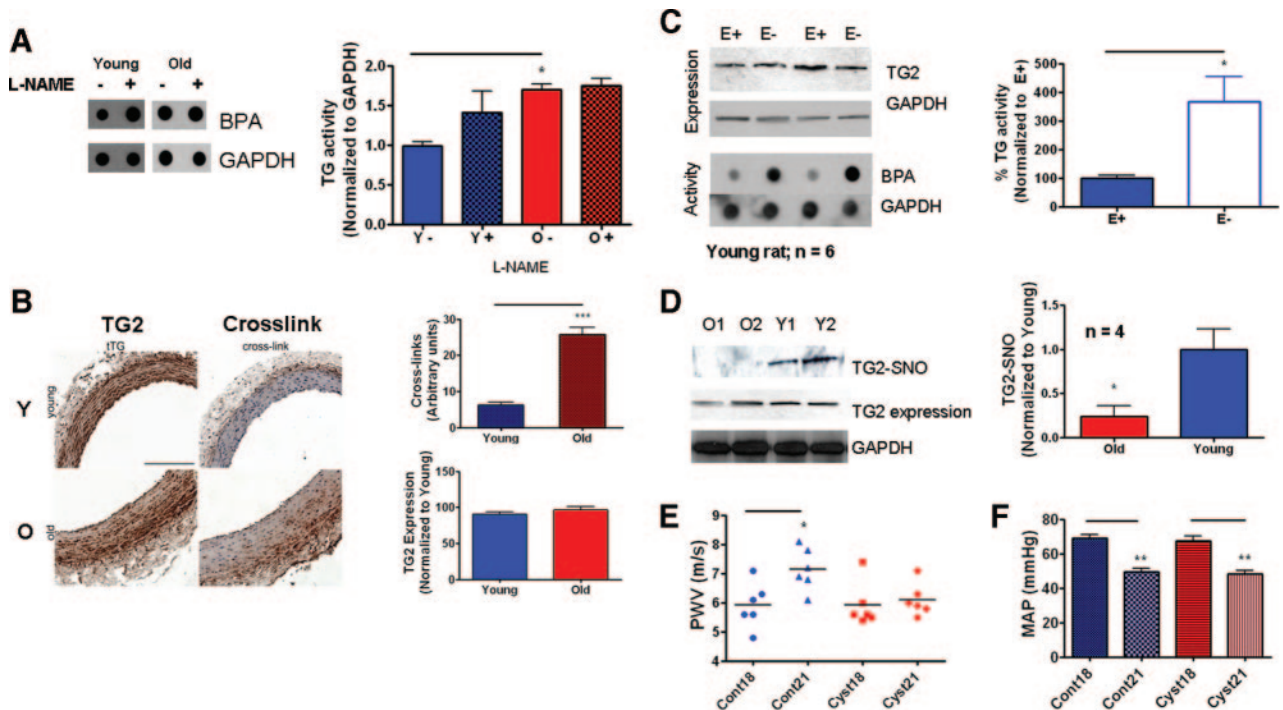 A
Young Old
L-NAME - + - +
BPA
GAPDH
TG activity
(Normalized to GAPDH)
2.0
1.5
1.0
0.5
0.0
*
Y - Y + O - O +
L-NAME
B
TG2 Crosslink
tTG cross-link
Y young
O old
Cross-links
(Arbitrary units)
30
20
10
0
***
Young Old
TG2 Expression
(Normalized to Young)
150
100
50
0
Young Old
C
E+ E- E+ E-
Expression
TG2
GAPDH
Activity
BPA
GAPDH
Young rat; n = 6
% TG activity
(Normalized to E+)
500
400
300
200
100
0
*
E+ E-
D
O1 O2 Y1 Y2
TG2-SNO
TG2 expression
GAPDH
TG2-SNO
(Normalized to Young)
1.5
1.0
0.5
0.0
n = 4
*
Old Young
E
PWV (m/s)
9
8
7
6
5
4
*
Cont18 Cont21 Cyst18 Cyst21
F
MAP (mmHg)
80
60
40
20
0
** **
Cont18 Cont21 Cyst18 Cyst21